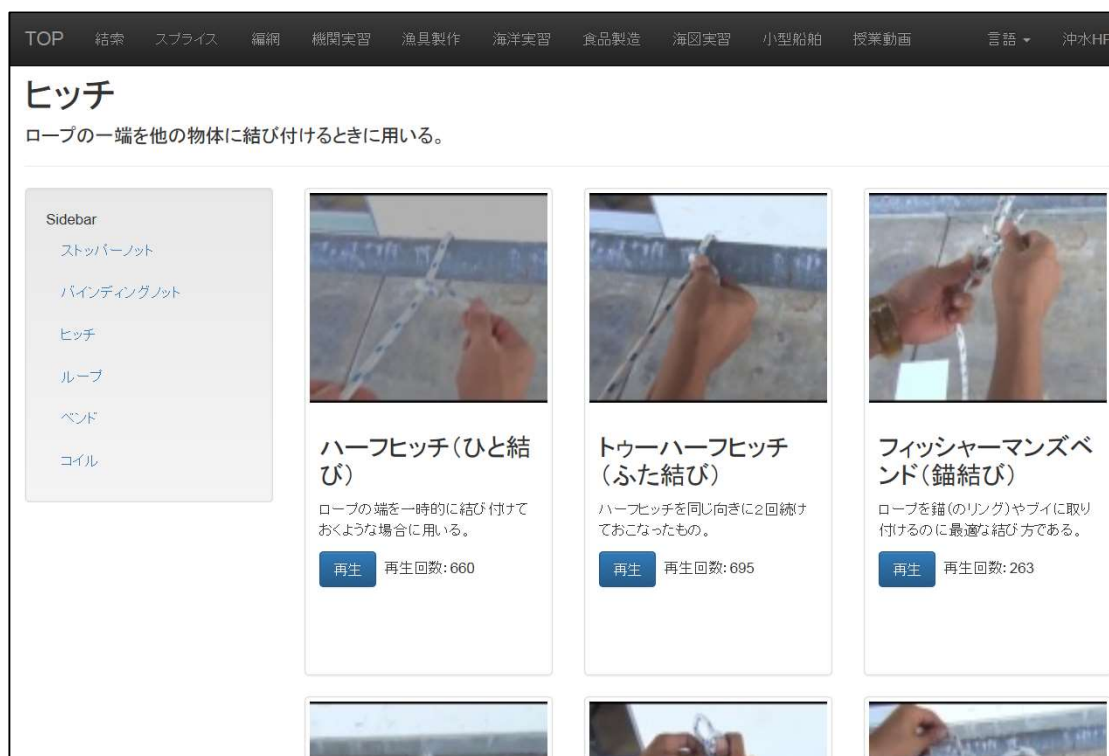 TOP 結索 スプライス 編網 機関実習 漁具製作 海洋実習 食品製造 海図実習 小型船舶 授業動画 言語 沖水HP
ヒッチ
ロープの一端を他の物体に結び付けるときに用いる。
Sidebar
ストッパーノット
バインディングノット
ヒッチ
ループ
ベンド
コイル
ハーフヒッチ(ひと結
び)
ロープの端を一時的に結び付けて
おくような場合に用いる。
再生 再生回数: 660
トゥーハーフヒッチ
(ふた結び)
ハーフヒッチを同じ向きに2回続け
ておこなったもの。
再生 再生回数: 695
フィッシャーマンズベ
ンド(錨結び)
ロープを錨(のリング)やブイに取り
付けるのに最適な結び方である。
再生 再生回数: 263